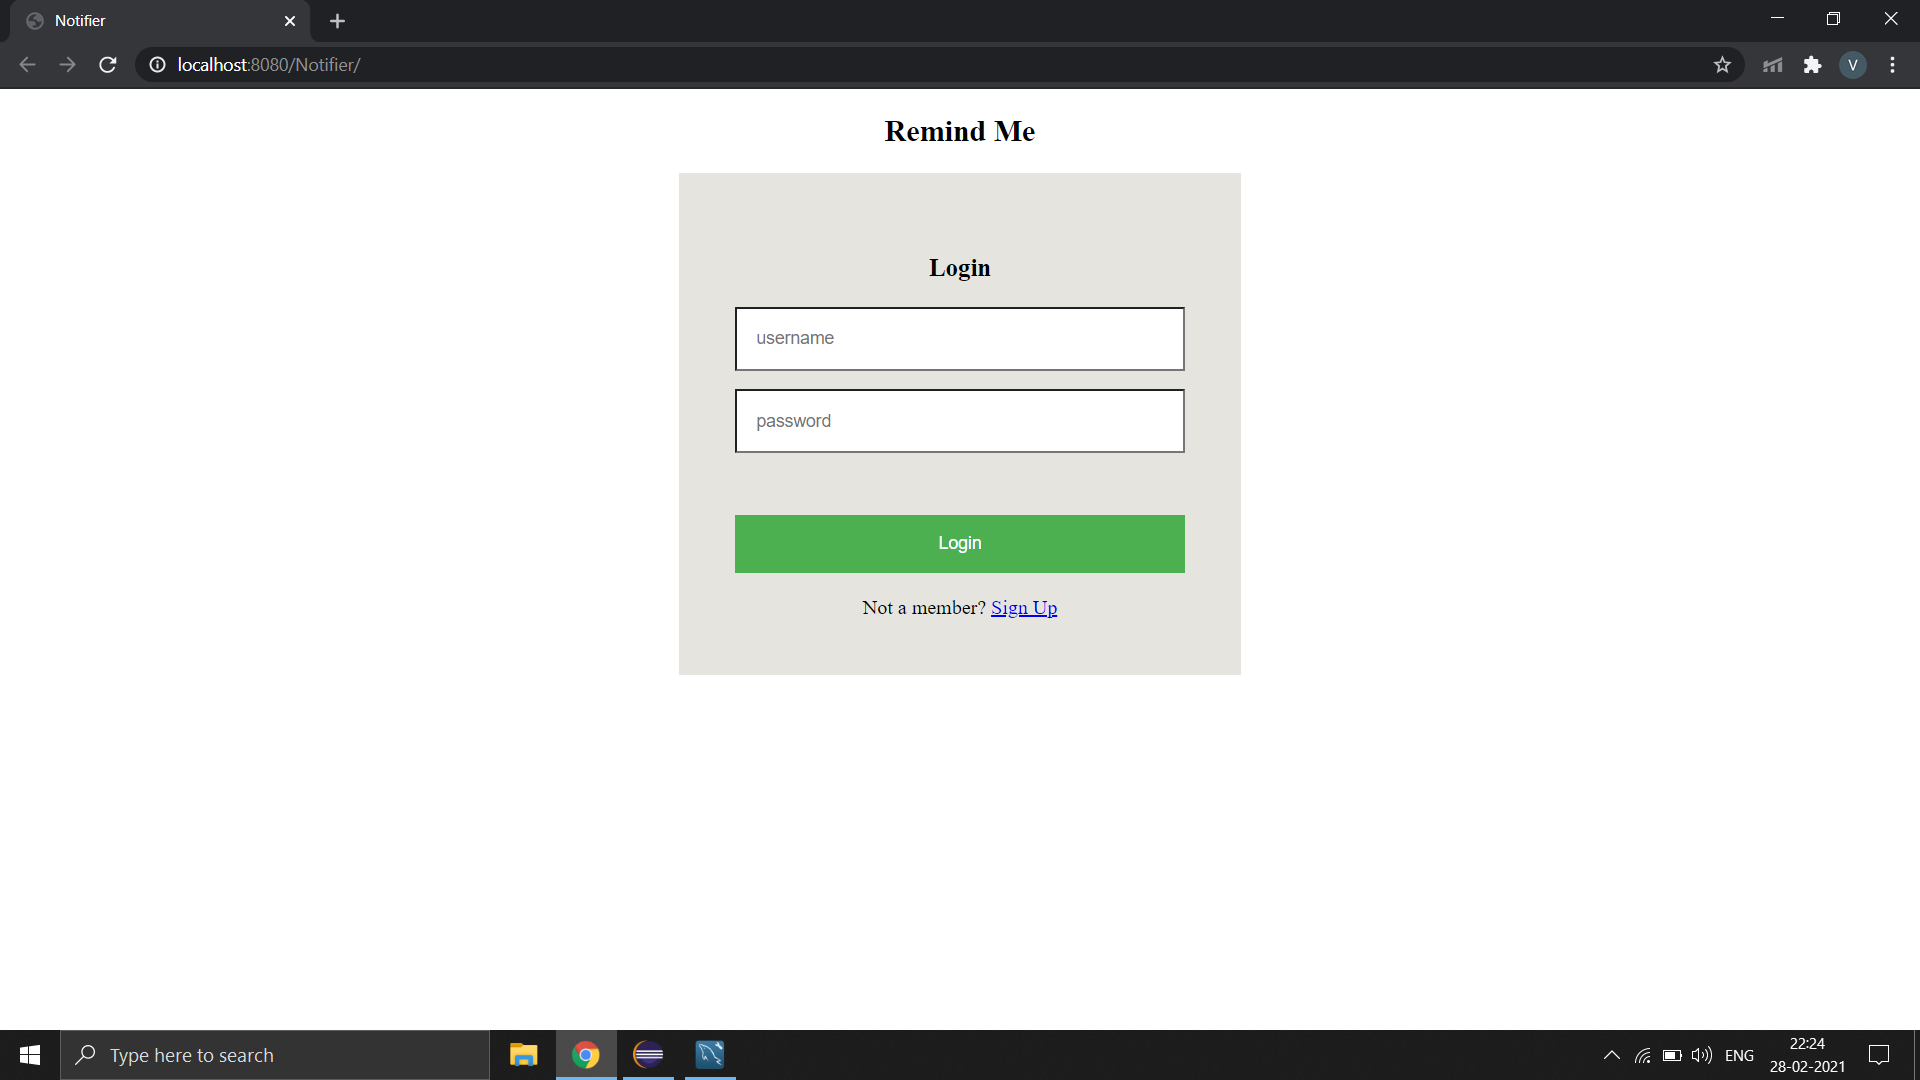 Notifier
localhost:8080/Notifier/
V
Remind Me
Login
username
password
Login
Not a member? Sign Up
Type here to search
ENG
22:24
28-02-2021